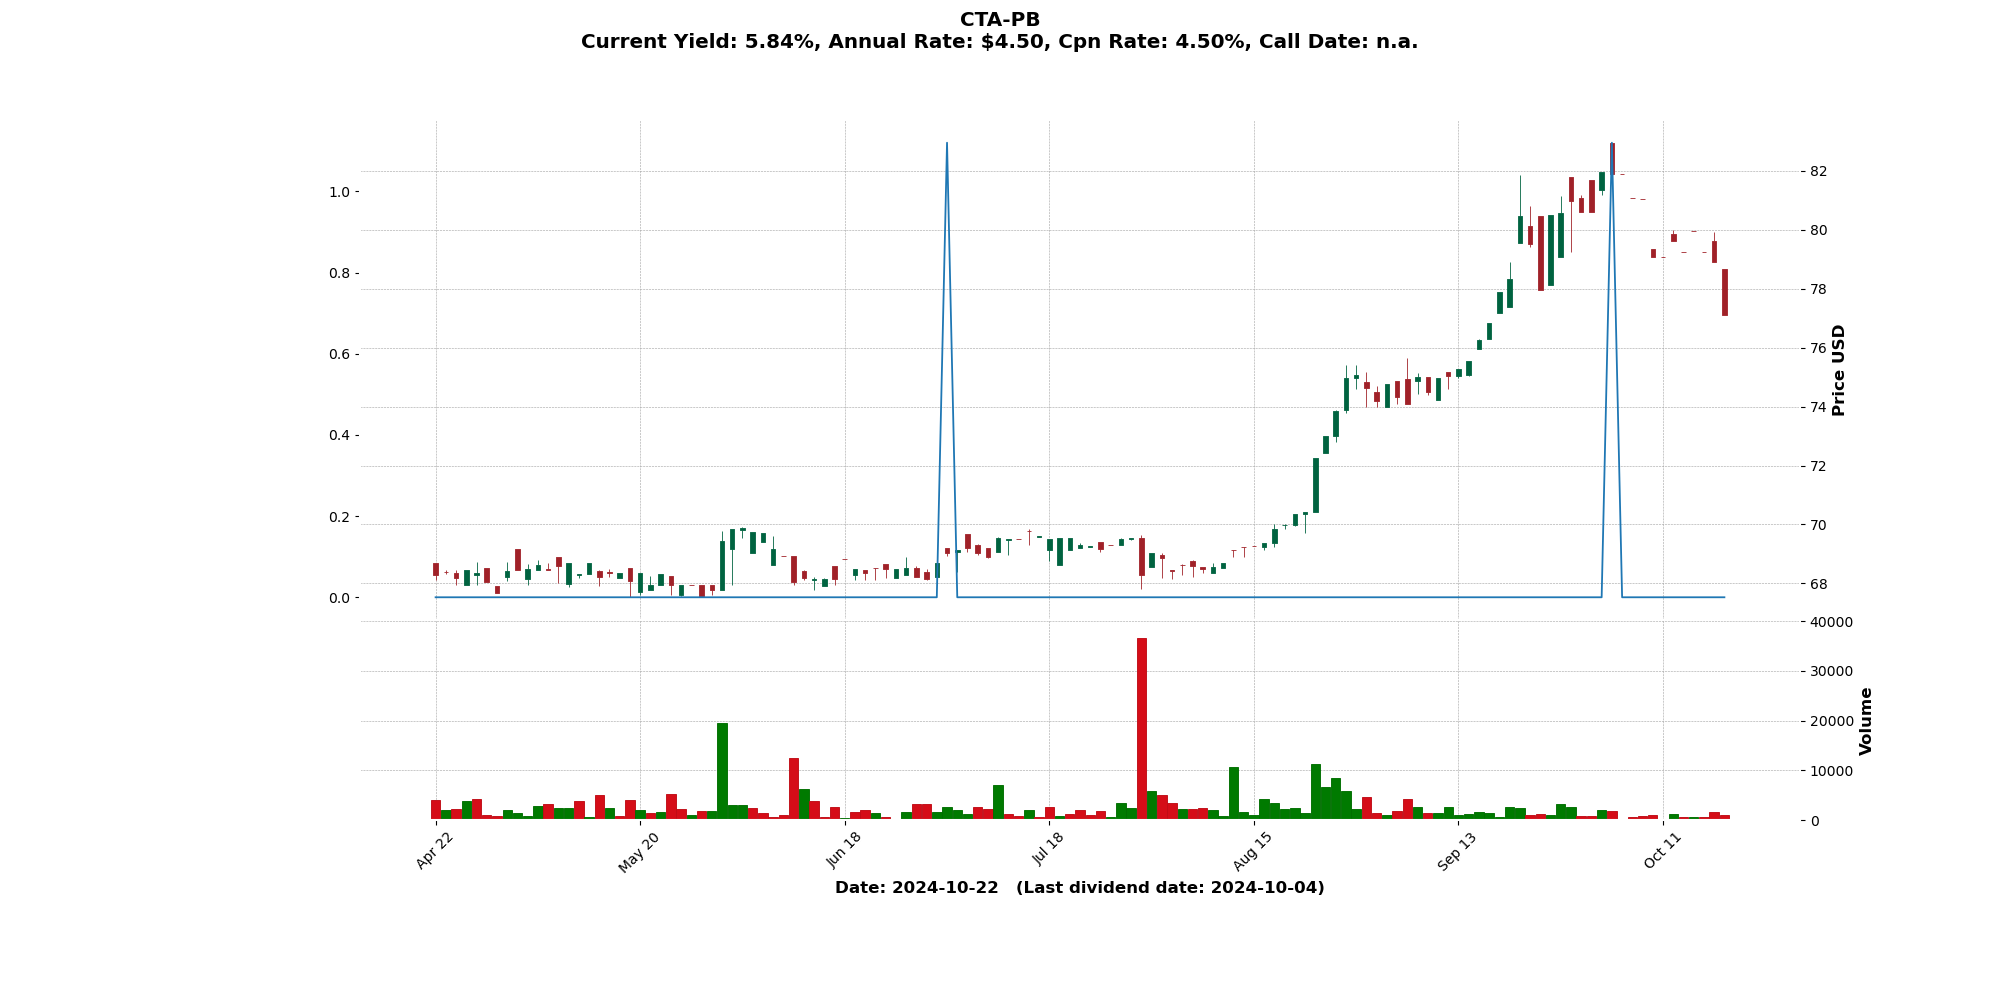 CTA-PB
Current Yield: 5.84%, Annual Rate: $4.50, Cpn Rate: 4.50%, Call Date: n.a.
1.0
0.8
0.6
0.4
0.2
0.0
82
80
78
76
74
72
70
68
Price USD
40000
30000
20000
10000
0
Volume
Apr 22
May 20
Jun 18
Jul 18
Aug 15
Sep 13
Oct 11
Date: 2024-10-22 (Last dividend date: 2024-10-04)